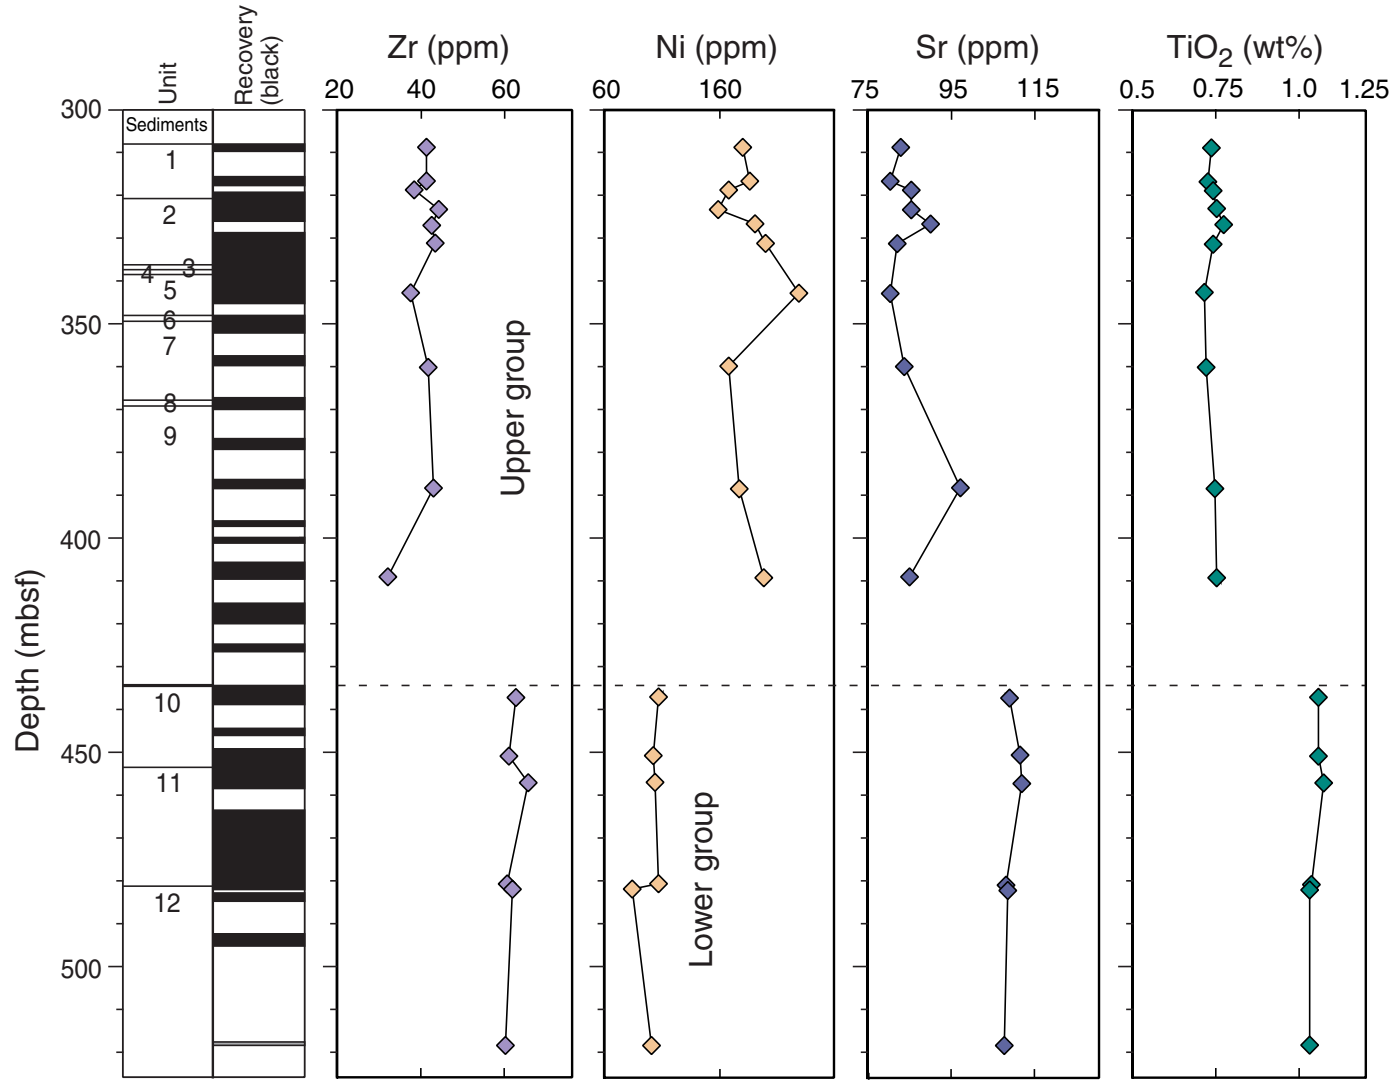 Zr (ppm)
Ni (ppm)
Sr (ppm)
TiO2 (wt%)
Unit
Recovery
(black)
20 40 60
60 160
75 95 115
0.5 0.75 1.0 1.25
300
350
400
450
500
Depth (mbsf)
Sediments
1
2
3
4
5
6
7
8
9
10
11
12
Upper group
Lower group